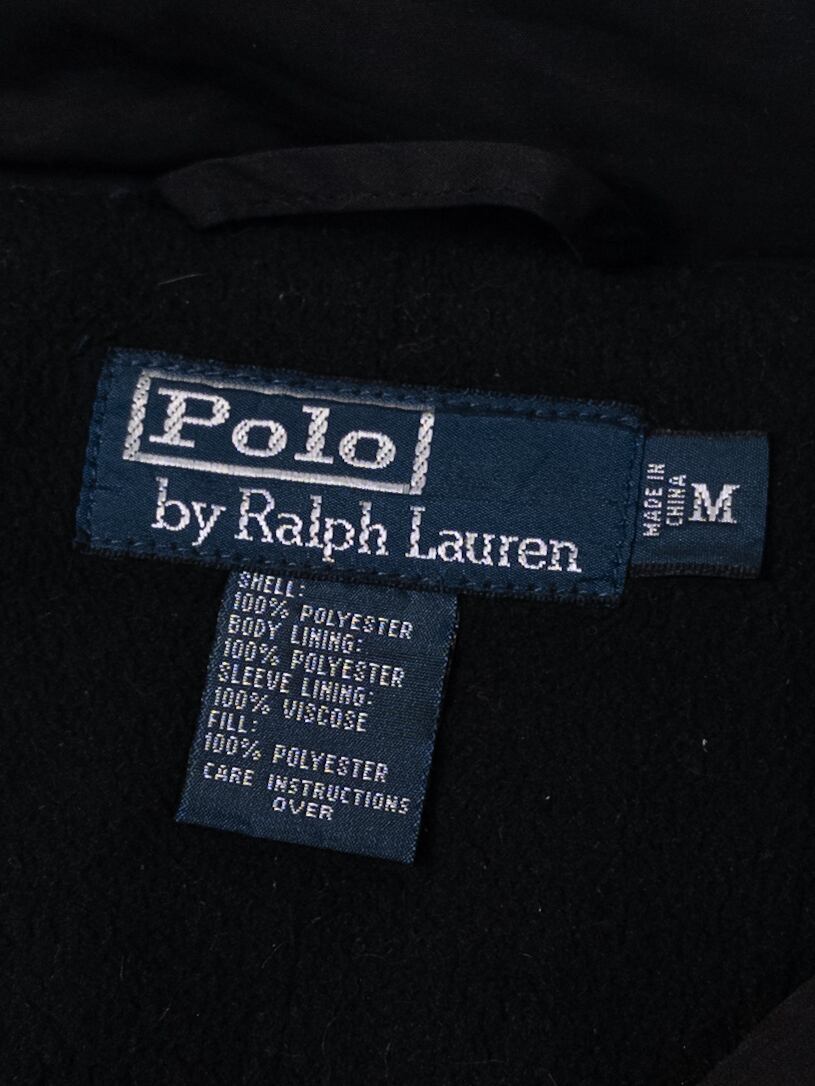 Polo
by Ralph Lauren
MADE IN
CHINA
M
SHELL:
100% POLYESTER
BODY LINING:
100% POLYESTER
SLEEVE LINING:
100% VISCOSE
FILL:
100% POLYESTER
CARE INSTRUCTIONS
OVER